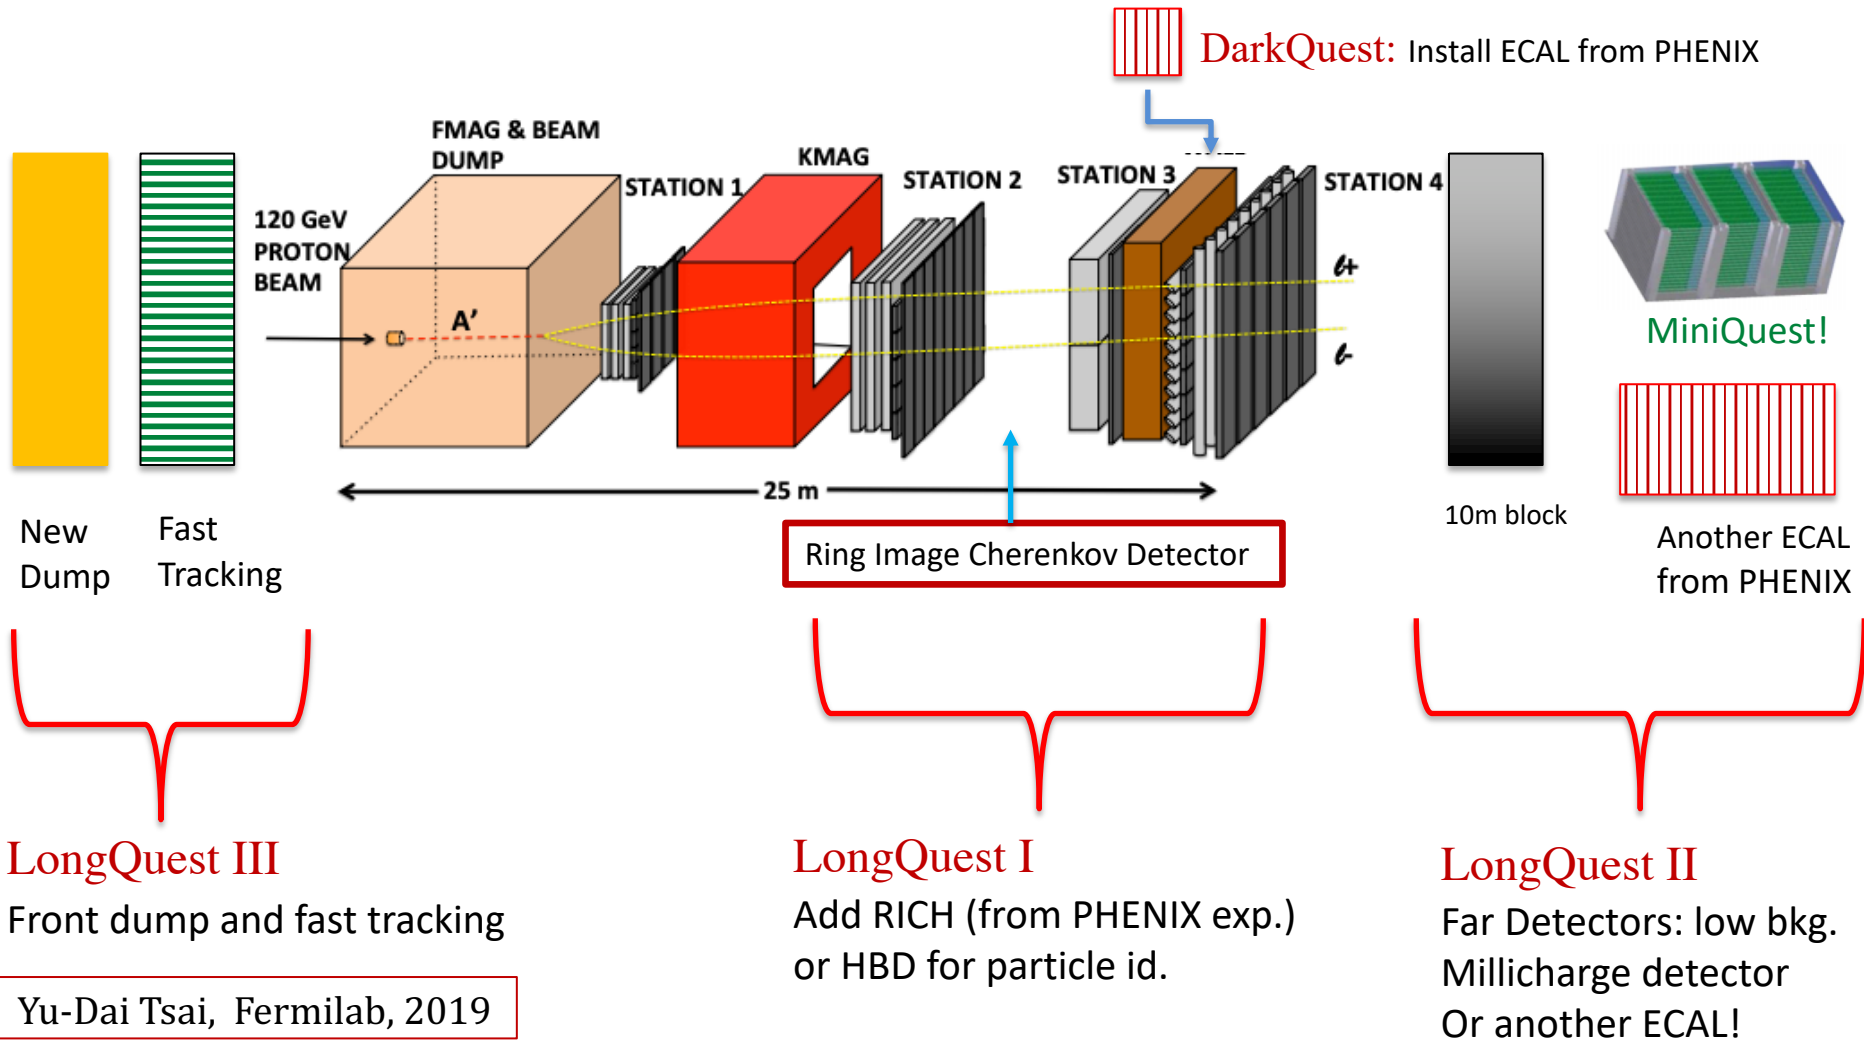 DarkQuest: Install ECAL from PHENIX
FMAG & BEAM
DUMP
STATION 1
KMAG
STATION 2
STATION 3
STATION 4
120 GeV
PROTON
BEAM
A’
ℓ+
ℓ-
25 m
MiniQuest!
New
Dump
Fast
Tracking
Ring Image Cherenkov Detector
10m block
Another ECAL
from PHENIX
LongQuest III
Front dump and fast tracking
Yu-Dai Tsai, Fermilab, 2019
LongQuest I
Add RICH (from PHENIX exp.)
or HBD for particle id.
LongQuest II
Far Detectors: low bkg.
Millicharge detector
Or another ECAL!